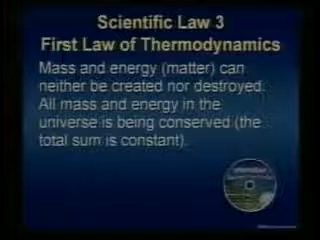 Scientific Law 3
First Law of Thermodynamics
Mass and energy (matter) can
neither be created nor destroyed.
All mass and energy in the
universe is being conserved (the
total sum is constant).